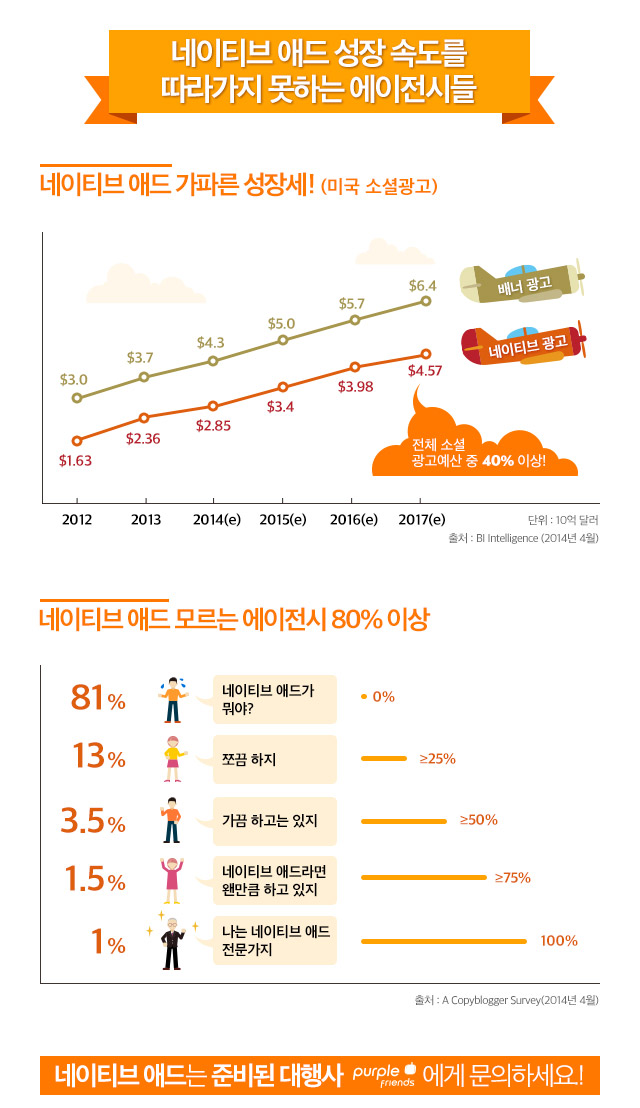 네이티브 애드 성장 속도를
따라가지 못하는 에이전시들
네이티브 애드 가파른 성장세! (미국 소셜광고)
배너 광고
$3.0 $3.7 $4.3 $5.0 $5.7 $6.4
네이티브 광고
$1.63 $2.36 $2.85 $3.4 $3.98 $4.57
전체 소셜
광고예산 중 40% 이상!
2012 2013 2014(e) 2015(e) 2016(e) 2017(e)
단위 : 10억 달러
출처 : BI Intelligence (2014년 4월)
네이티브 애드 모르는 에이전시 80% 이상
81% 네이티브 애드가
뭐야?
0%
13% 쪼끔 하지 ≥25%
3.5% 가끔 하고는 있지 ≥50%
1.5% 네이티브 애드라면
왠만큼 하고 있지
≥75%
1% 나는 네이티브 애드
전문가지
100%
출처 : A Copyblogger Survey(2014년 4월)
네이티브 애드는 준비된 대행사 purple friends 에게 문의하세요!